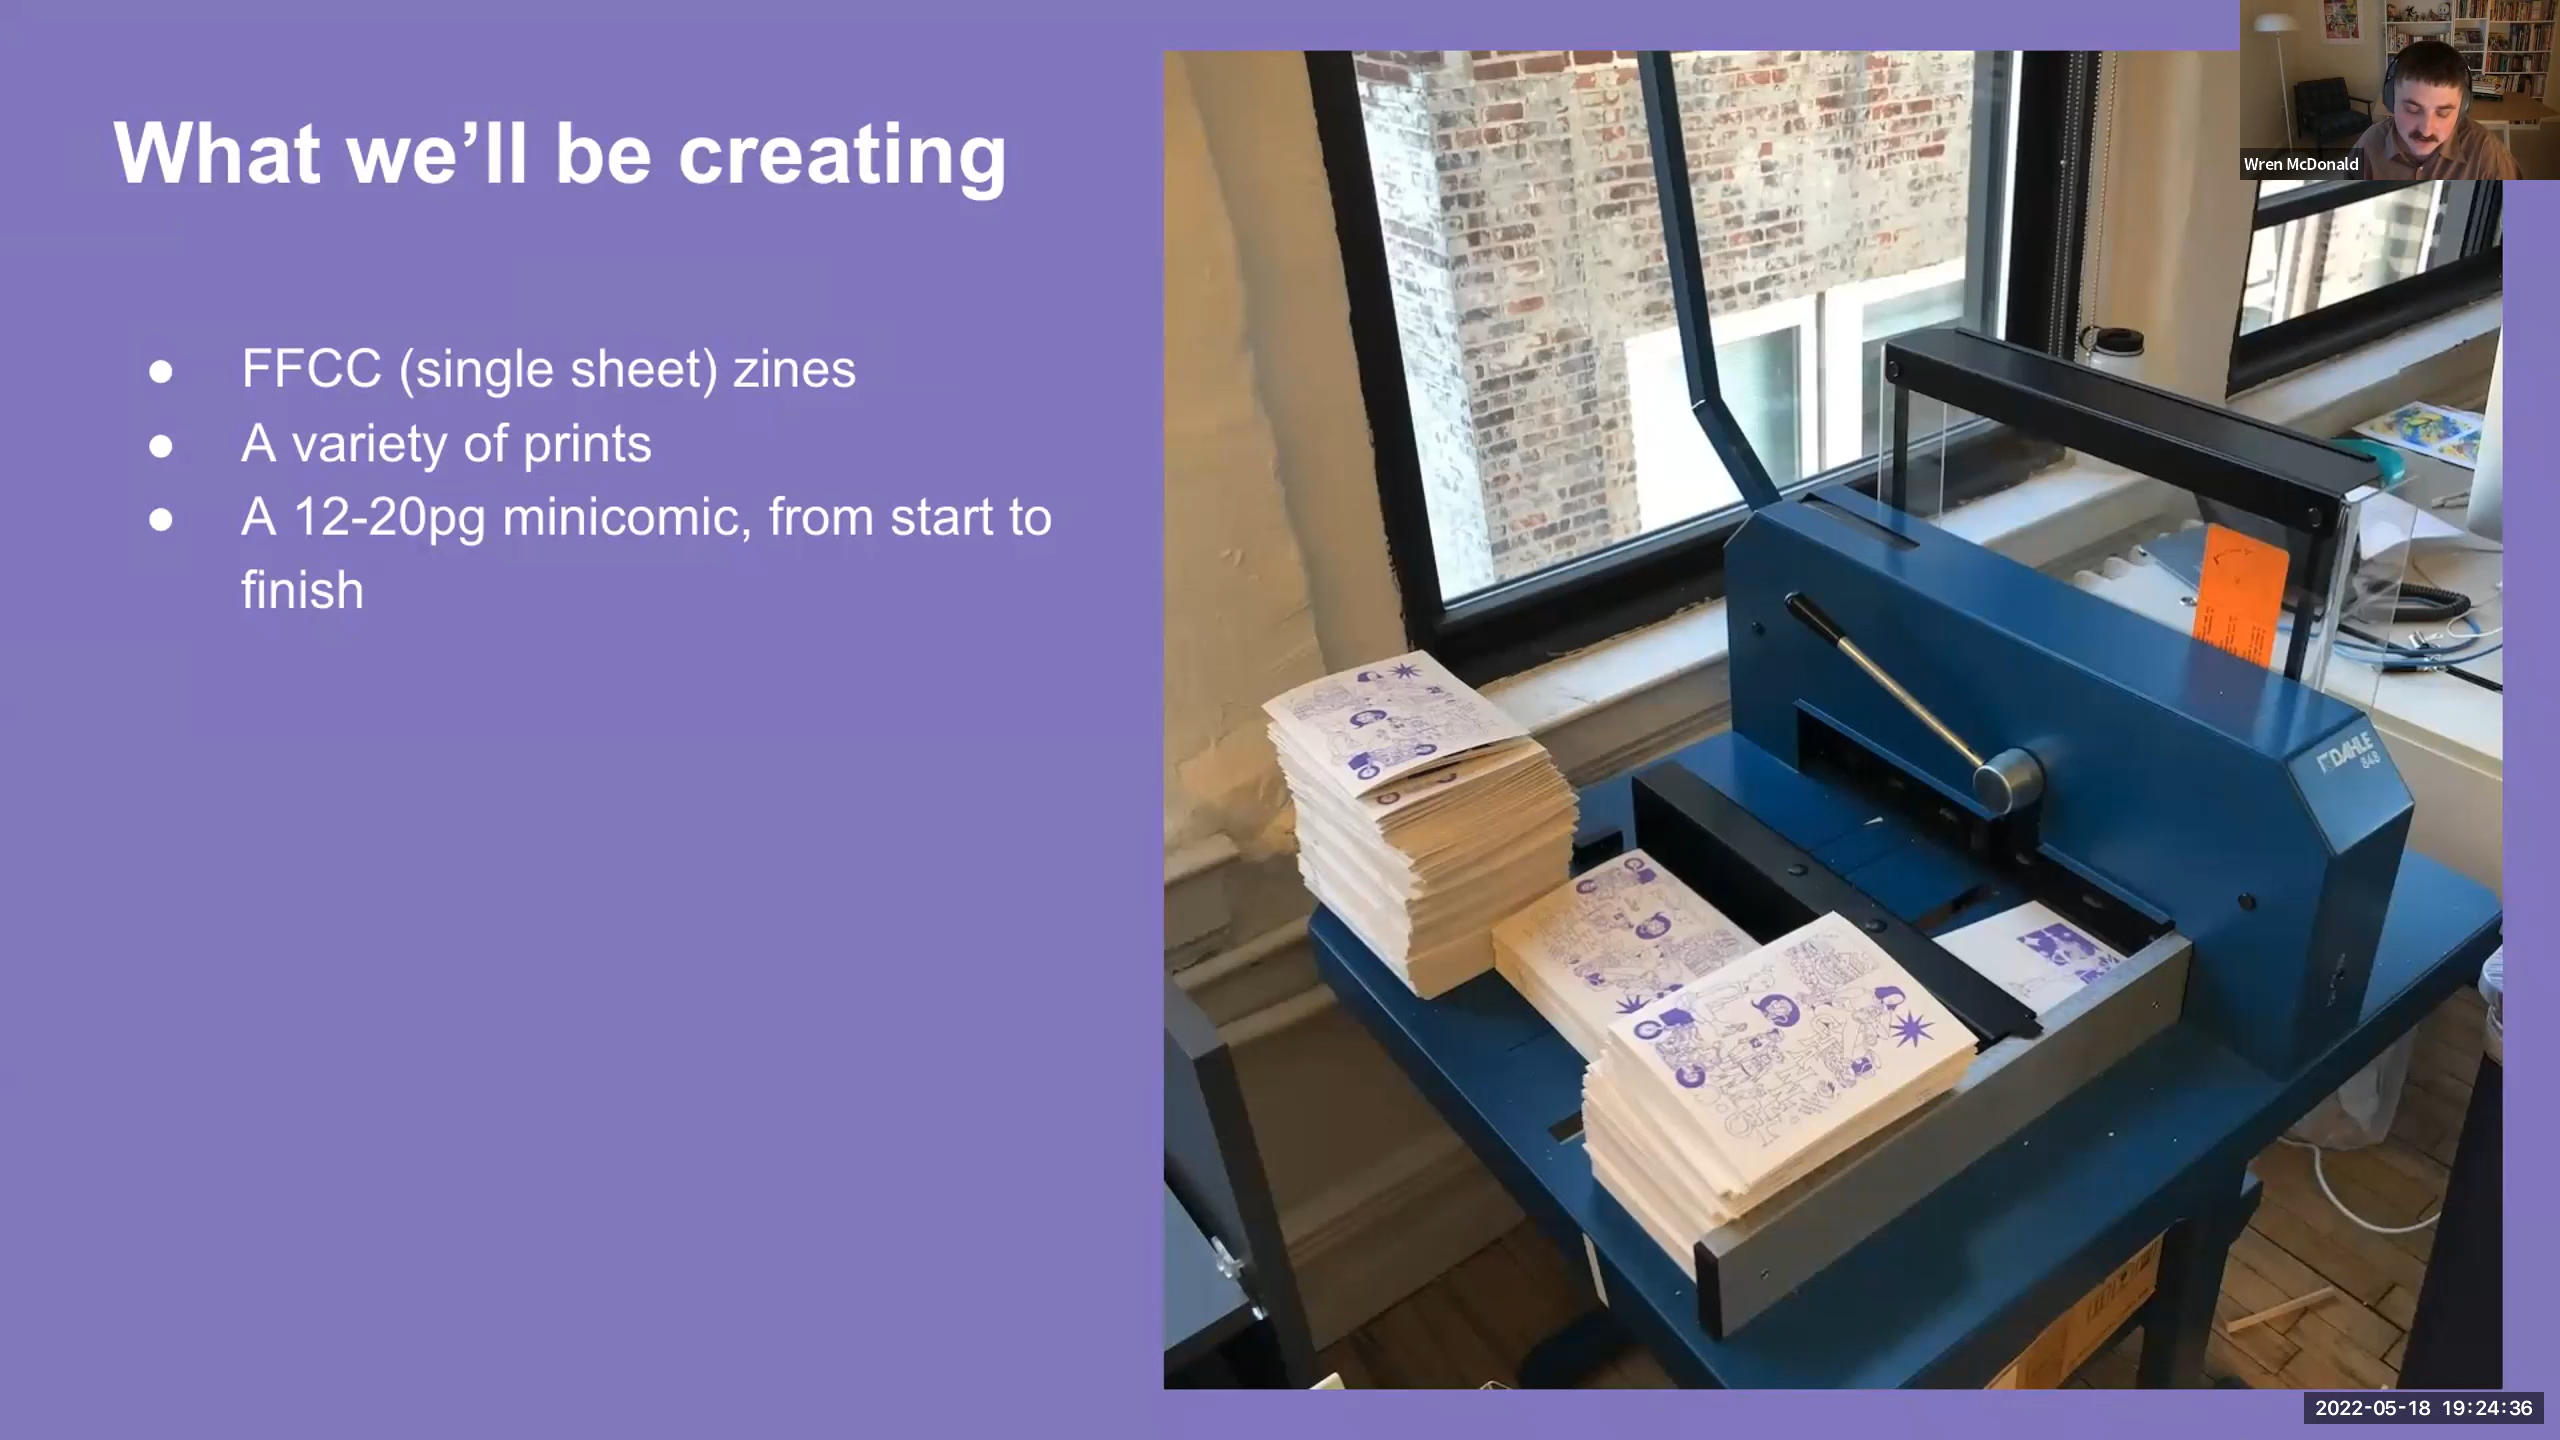 What we’ll be creating
● FFCC (single sheet) zines
● A variety of prints
● A 12-20pg minicomic, from start to
finish
Wren McDonald
DAHLE
848
2022-05-18 19:24:36